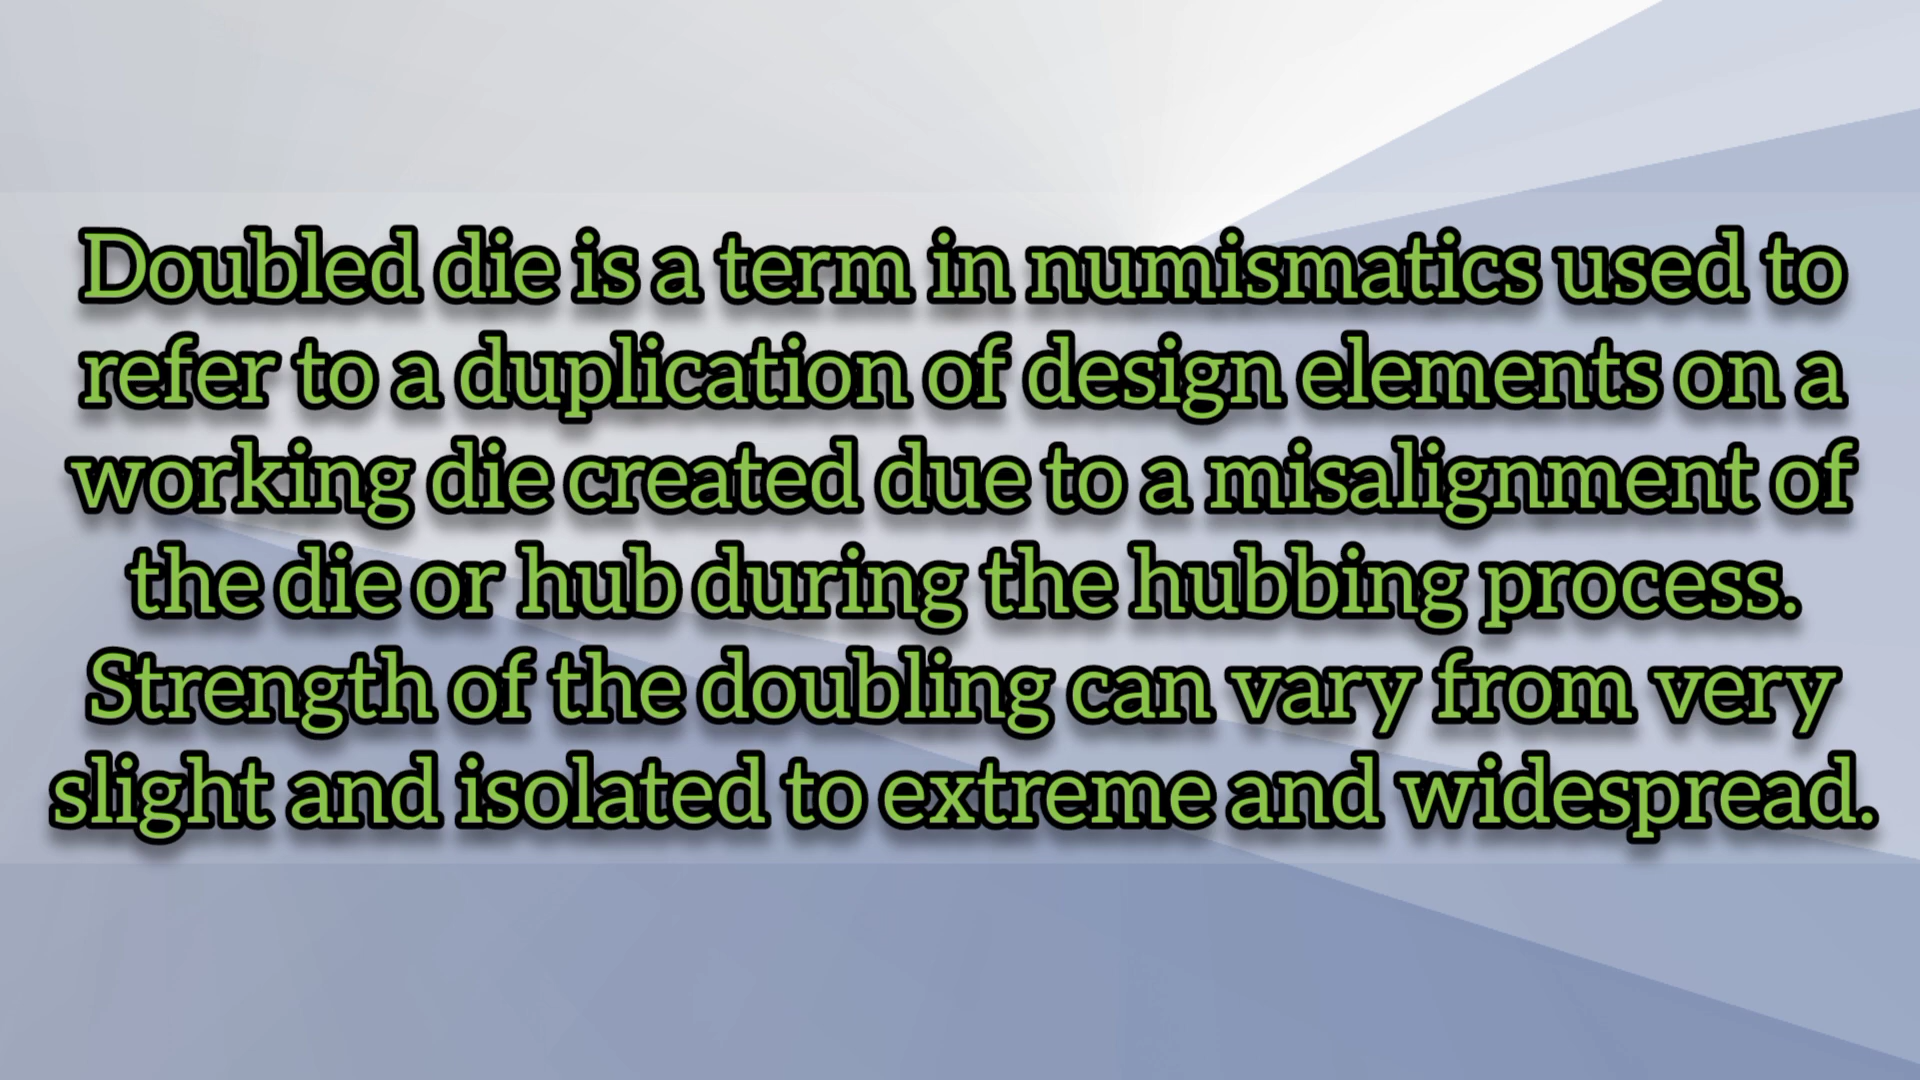 Doubled die is a term in numismatics used to
refer to a duplication of design elements on a
working die created due to a misalignment of
the die or hub during the hubbing process.
Strength of the doubling can vary from very
slight and isolated to extreme and widespread.